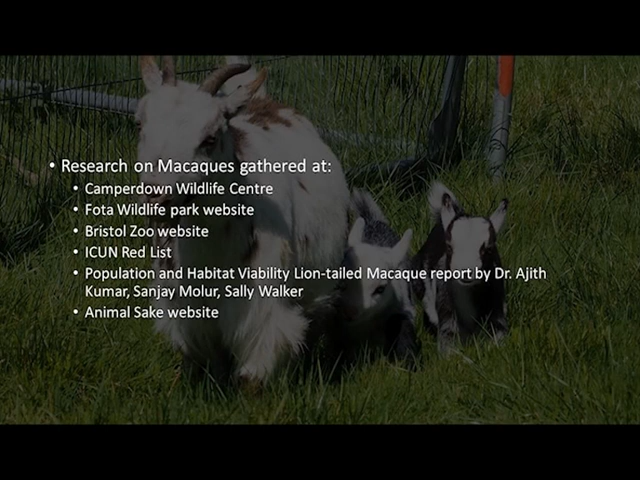 • Research on Macaques gathered at:
• Camperdown Wildlife Centre
• Fota Wildlife park website
• Bristol Zoo website
• ICUN Red List
• Population and Habitat Viability Lion-tailed Macaque report by Dr. Ajith
Kumar, Sanjay Molur, Sally Walker
• Animal Sake website